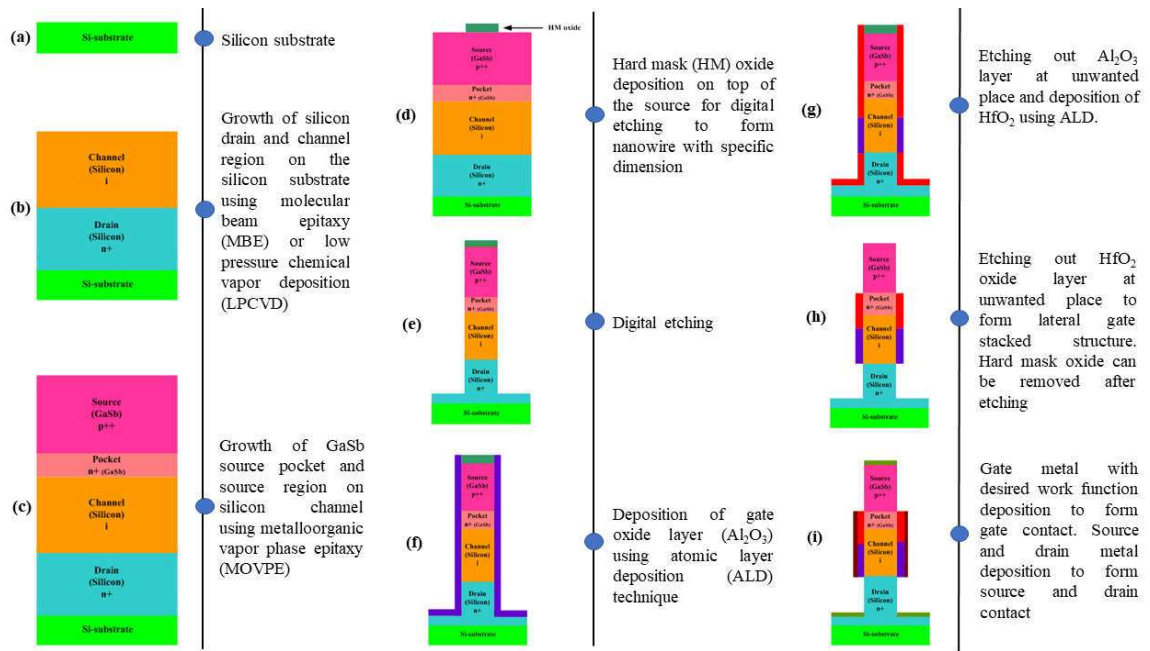 (a)
Si-substrate
Silicon substrate
(b)
Channel
(Silicon)
i
Drain
(Silicon)
n+
Si-substrate
Growth of silicon
drain and channel
region on the
silicon substrate
using molecular
beam epitaxy
(MBE) or low
pressure chemical
vapor deposition
(LPCVD)
(c)
Source
(GaSb)
p++
Pocket
n+ (GaSb)
Channel
(Silicon)
i
Drain
(Silicon)
n+
Si-substrate
Growth of GaSb
source pocket and
source region on
silicon channel
using metalloorganic
vapor phase epitaxy
(MOVPE)
(d)
HM oxide
Source
(GaSb)
p++
Pocket
n+ (GaSb)
Channel
(Silicon)
i
Drain
(Silicon)
n+
Si-substrate
Hard mask (HM) oxide
deposition on top of
the source for digital
etching to form
nanowire with specific
dimension
(e)
Source
(GaSb)
p++
Pocket
n+ (GaSb)
Channel
(Silicon)
i
Drain
(Silicon)
n+
Si-substrate
Digital etching
(f)
Source
(GaSb)
p++
Pocket
n+ (GaSb)
Channel
(Silicon)
i
Drain
(Silicon)
n+
Si-substrate
Deposition of gate
oxide layer (Al₂O₃)
using atomic layer
deposition (ALD)
technique
(g)
Source
(GaSb)
p++
Pocket
n+ (GaSb)
Channel
(Silicon)
i
Drain
(Silicon)
n+
Si-substrate
Etching out Al₂O₃
layer at unwanted
place and deposition of
HfO₂ using ALD.
(h)
Source
(GaSb)
p++
Pocket
n+ (GaSb)
Channel
(Silicon)
i
Drain
(Silicon)
n+
Si-substrate
Etching out HfO₂
oxide layer at
unwanted place to
form lateral gate
stacked structure.
Hard mask oxide can
be removed after
etching
(i)
Source
(GaSb)
p++
Pocket
n+ (GaSb)
Channel
(Silicon)
i
Drain
(Silicon)
n+
Si-substrate
Gate metal with
desired work function
deposition to form
gate contact. Source
and drain metal
deposition to form
source and drain
contact